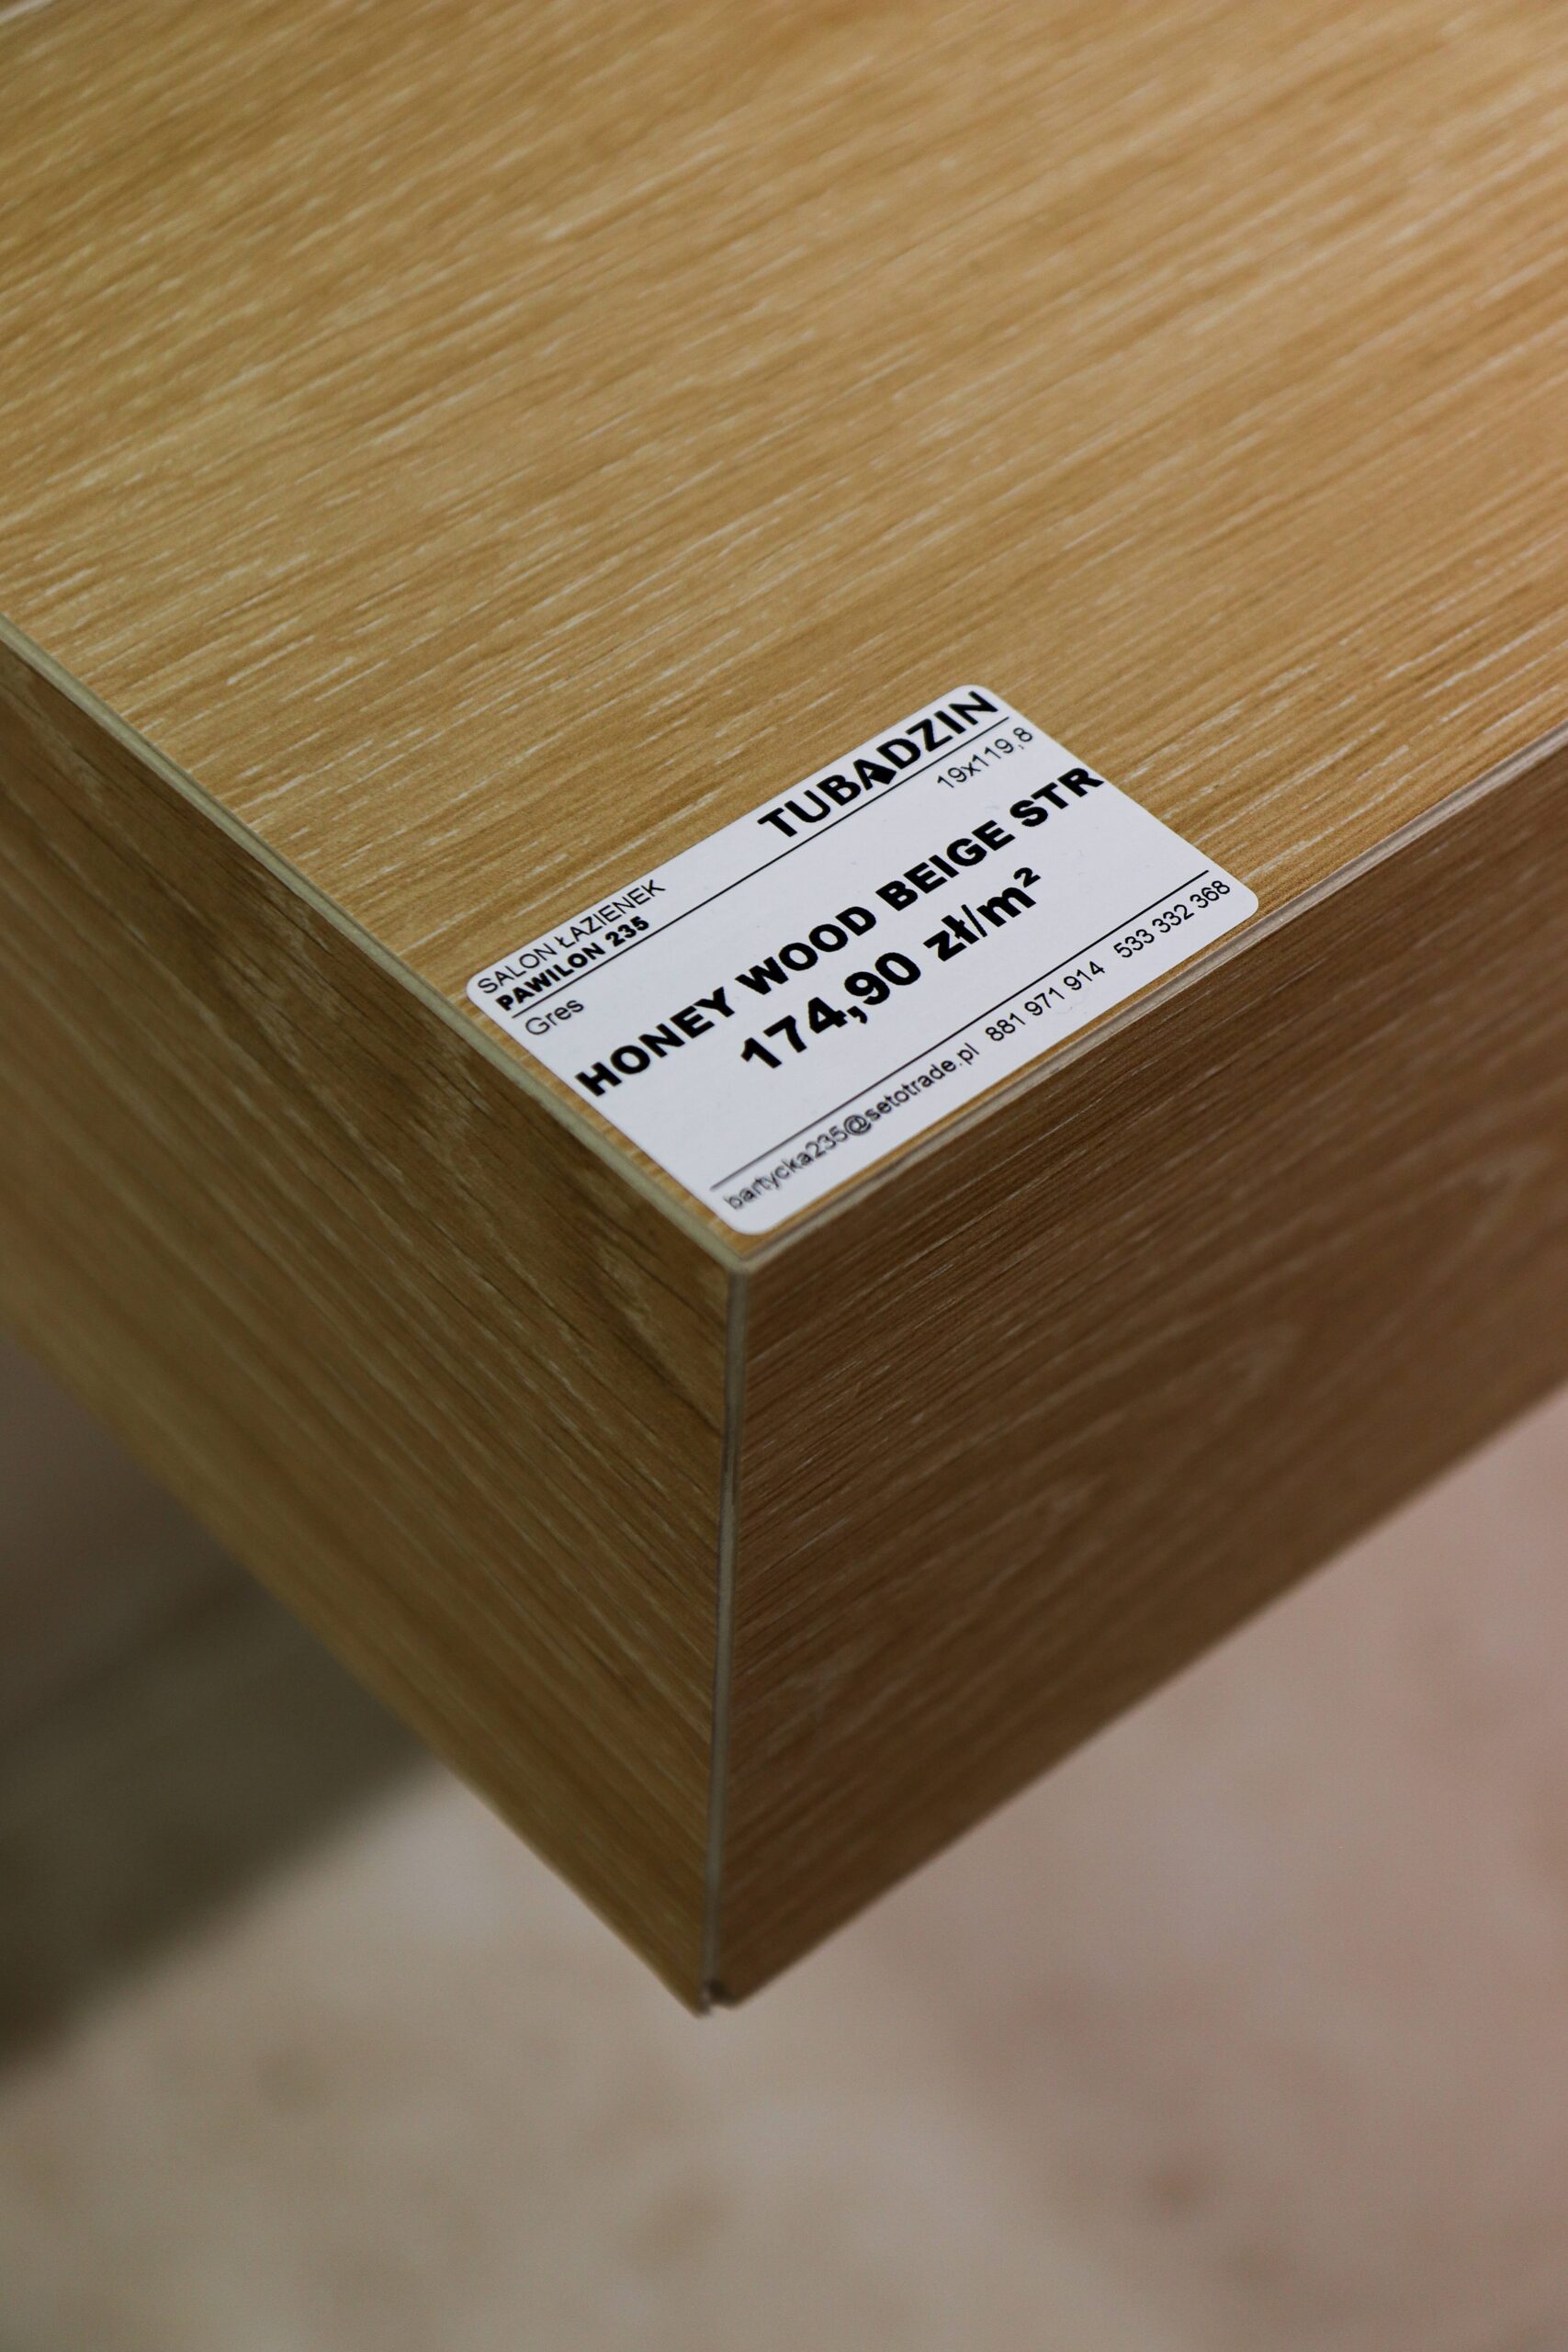 SALON ŁAZIENEK
PAWILON 235
TUBADZIN
Gres
19x119,8
HONEY WOOD BEIGE STR
174,90 zł/m²
bartycka235@setotrade.pl 881 971 914 533 332 368